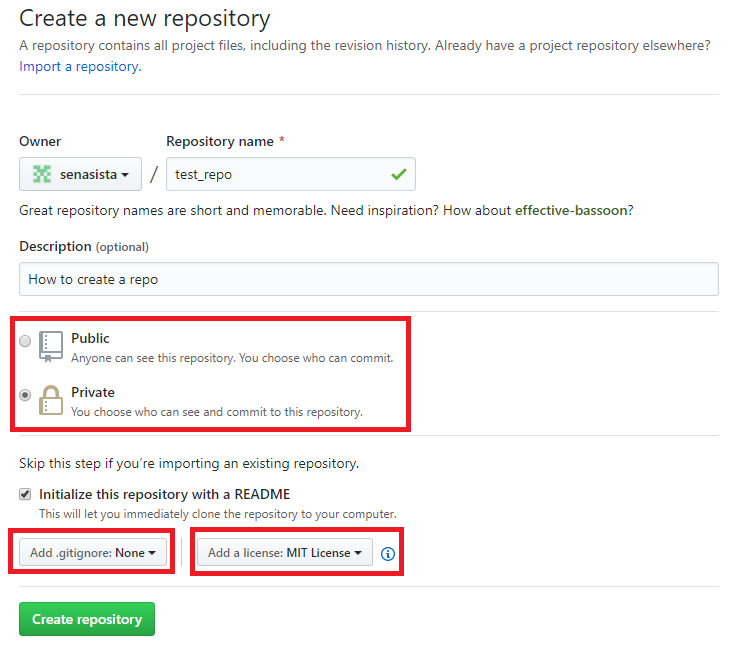 Create a new repository
A repository contains all project files, including the revision history. Already have a project repository elsewhere?
Import a repository.
Owner
Repository name *
senasista / test_repo
Great repository names are short and memorable. Need inspiration? How about effective-bassoon?
Description (optional)
How to create a repo
Public
Anyone can see this repository. You choose who can commit.
Private
You choose who can see and commit to this repository.
Skip this step if you’re importing an existing repository.
Initialize this repository with a README
This will let you immediately clone the repository to your computer.
Add .gitignore: None
Add a license: MIT License
Create repository